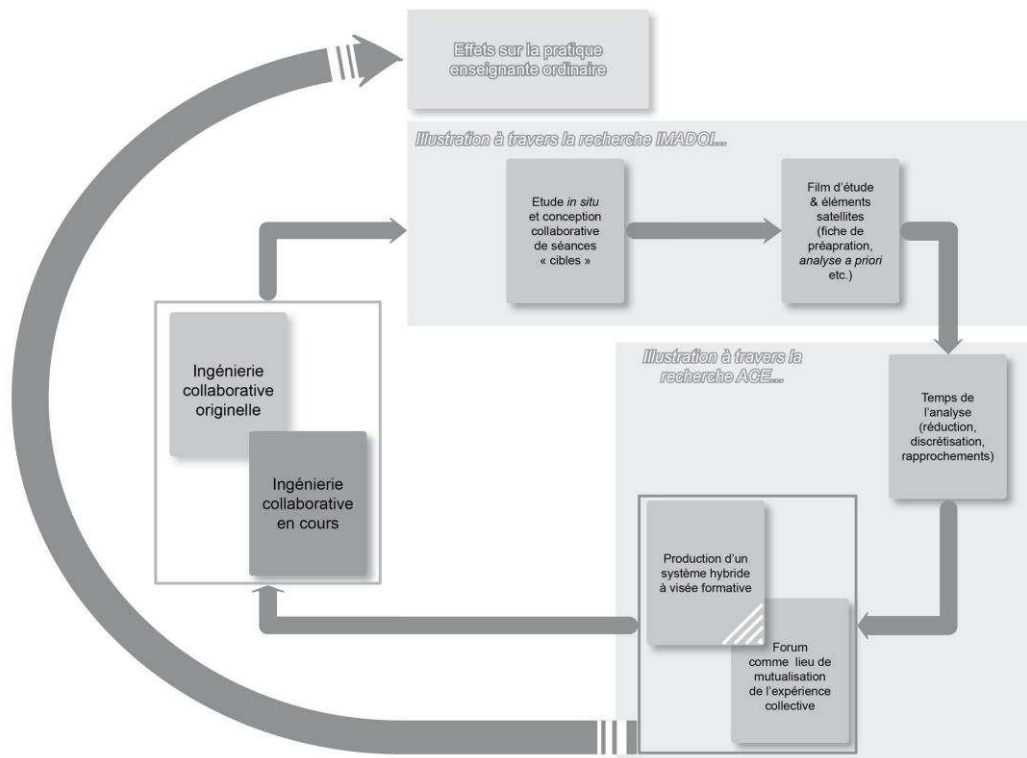 Effets sur la pratique
enseignante ordinaire
Illustration à travers la recherche IMADOI...
Etude in situ
et conception
collaborative
de séances
« cibles »
Film d'étude
& éléments
satellites
(fiche de
préapration,
analyse a priori
etc.)
Ingénierie
collaborative
originelle
Ingénierie
collaborative
en cours
Illustration à travers la
recherche ACE...
Temps de
l'analyse
(réduction,
discrétisation,
rapprochements)
Production d'un
système hybride
à visée formative
Forum
comme lieu de
mutualisation
de l'expérience
collective